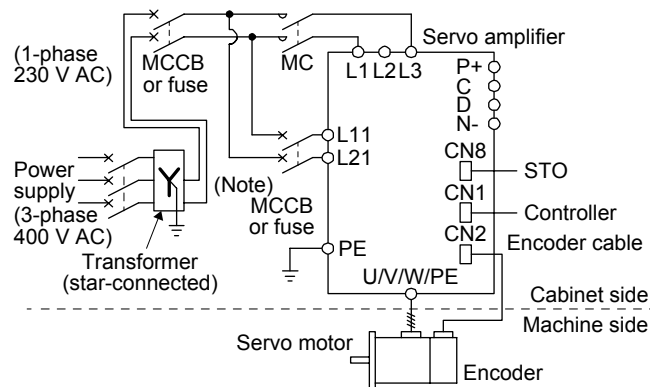 (1-phase
230 V AC)
MCCB
or fuse
MC
Servo amplifier
L1 L2 L3
P+
C
D
N-
L11
L21
CN8
STO
Power
supply
(3-phase
400 V AC)
(Note)
MCCB
or fuse
CN1
Controller
CN2
Encoder cable
Transformer
(star-connected)
PE
U/V/W/PE
Cabinet side
Machine side
Servo motor
Encoder